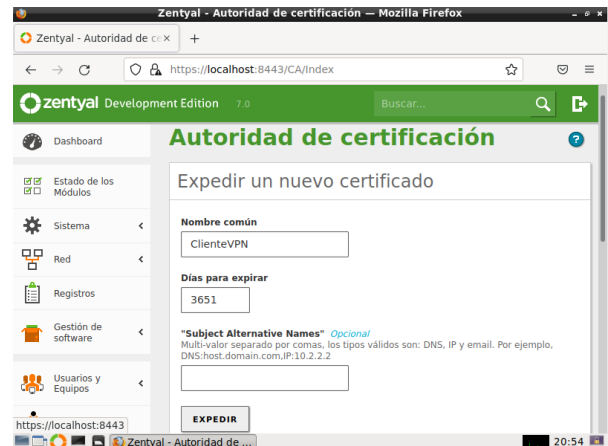 Zentyal - Autoridad de certificación — Mozilla Firefox
Zentyal - Autoridad de ce
https://localhost:8443/CA/Index
zentyal Development Edition 7.0
Buscar...
Autoridad de certificación
Dashboard
Estado de los
Módulos
Sistema
Red
Registros
Gestión de
software
Usuarios y
Equipos
Expedir un nuevo certificado
Nombre común
ClienteVPN
Días para expirar
3651
"Subject Alternative Names" Opcional
Multi-valor separado por comas, los tipos válidos son: DNS, IP y email. Por ejemplo,
DNS:host.domain.com,IP:10.2.2.2
EXPEDIR
https://localhost:8443
Zentyal - Autoridad de ...
20:54